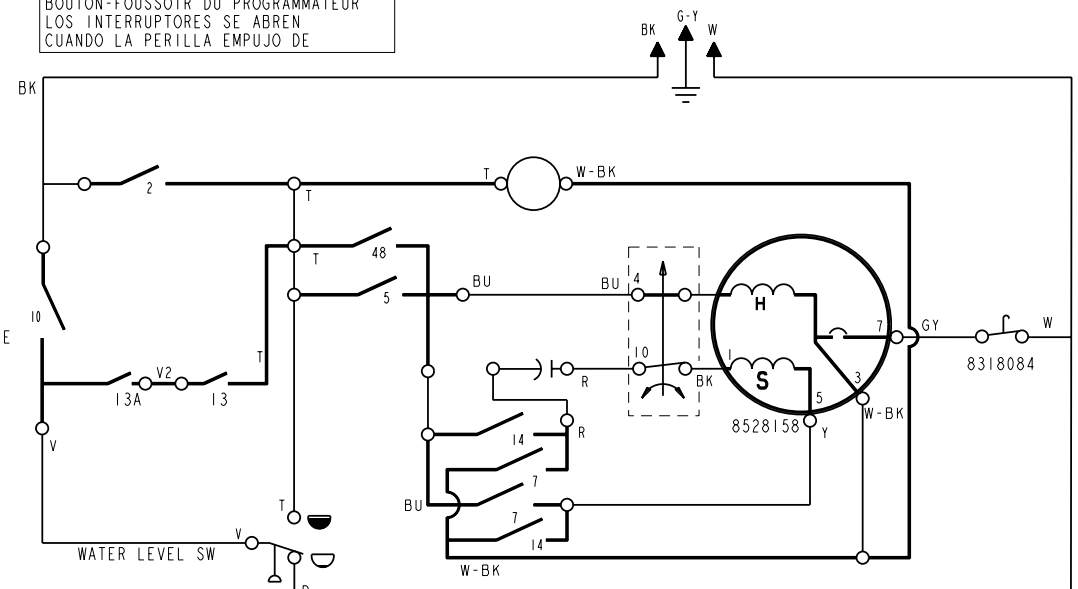 BOUTON-FOUSSOIR DU PROGRAMMATEUR
LOS INTERRUPTORES SE ABREN
CUANDO LA PERILLA EMPUJO DE
BK G-Y W
BK
2
T
T W-BK
T
48
5
BU
BU 4
H
7 GY
W
8318084
10
E
T
V2
13A 13
10
R
BK
1
S
5
3
W-BK
8528158
Y
14
R
7
BU
7
14
V
T
V
WATER LEVEL SW
W-BK